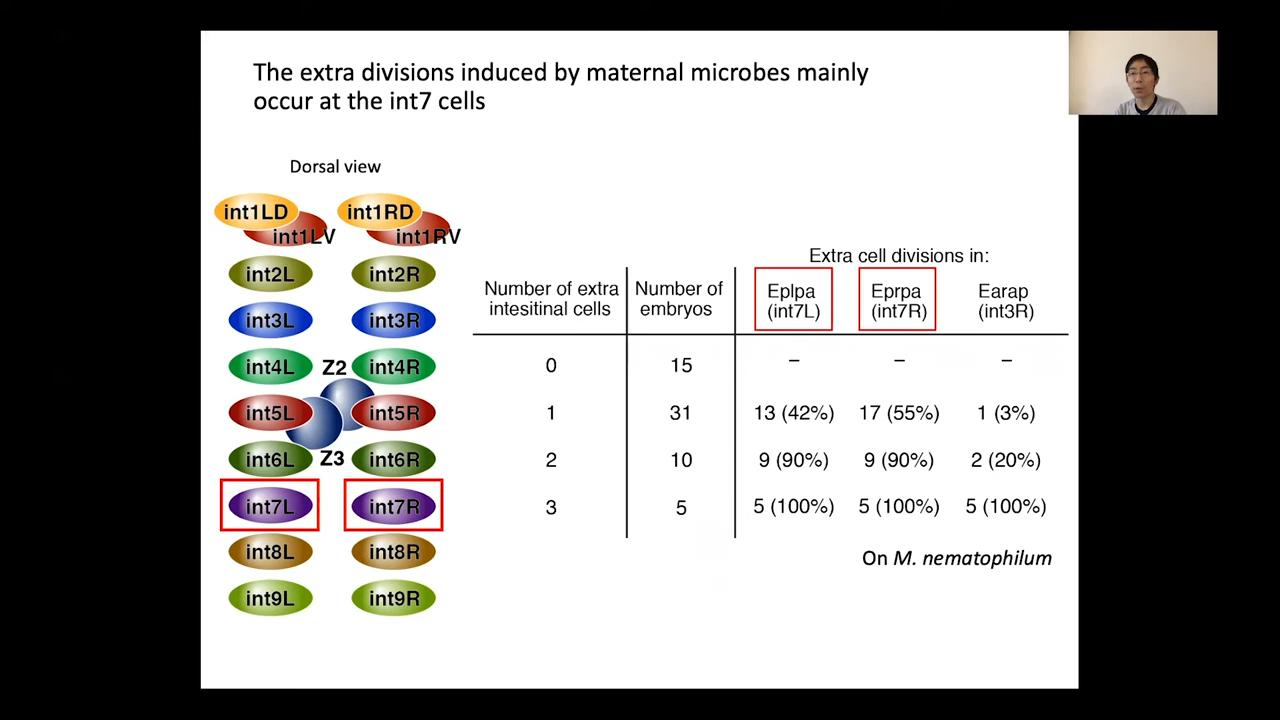 The extra divisions induced by maternal microbes mainly
occur at the int7 cells
Dorsal view
int1LD int1RD
int1LV int1RV
int2L int2R
int3L int3R
int4L Z2 int4R
int5L int5R
int6L Z3 int6R
int7L int7R
int8L int8R
int9L int9R
Extra cell divisions in:
Number of extra Number of Eplpa Eprpa Earap
intesitinal cells embryos (int7L) (int7R) (int3R)
0 15 – – –
1 31 13 (42%) 17 (55%) 1 (3%)
2 10 9 (90%) 9 (90%) 2 (20%)
3 5 5 (100%) 5 (100%) 5 (100%)
On M. nematophilum